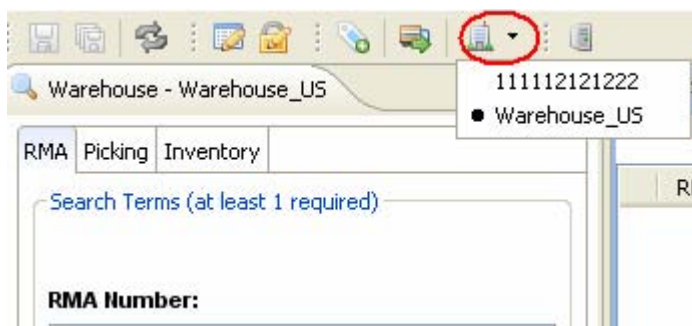 111112121222
Warehouse - Warehouse_US
Warehouse_US
RMA Picking Inventory
Search Terms (at least 1 required)
RMA Number: